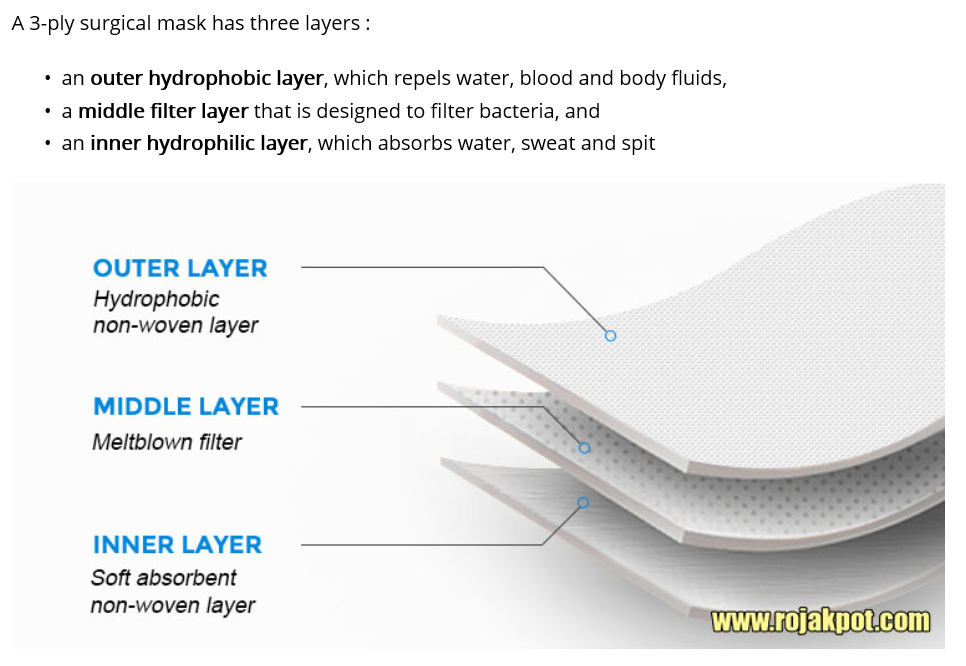 A 3-ply surgical mask has three layers :
• an outer hydrophobic layer, which repels water, blood and body fluids,
• a middle filter layer that is designed to filter bacteria, and
• an inner hydrophilic layer, which absorbs water, sweat and spit
OUTER LAYER
Hydrophobic
non-woven layer
MIDDLE LAYER
Meltblown filter
INNER LAYER
Soft absorbent
non-woven layer
www.rojakpot.com